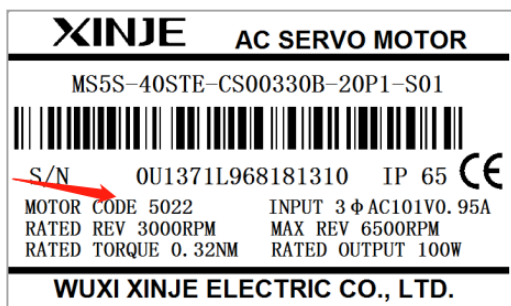 XINJE AC SERVO MOTOR
MS5S-40STE-CS00330B-20P1-S01
S/N 0U1371L968181310 IP 65 CE
MOTOR CODE 5022 INPUT 3ΦAC101V0.95A
RATED REV 3000RPM MAX REV 6500RPM
RATED TORQUE 0.32NM RATED OUTPUT 100W
WUXI XINJE ELECTRIC CO., LTD.